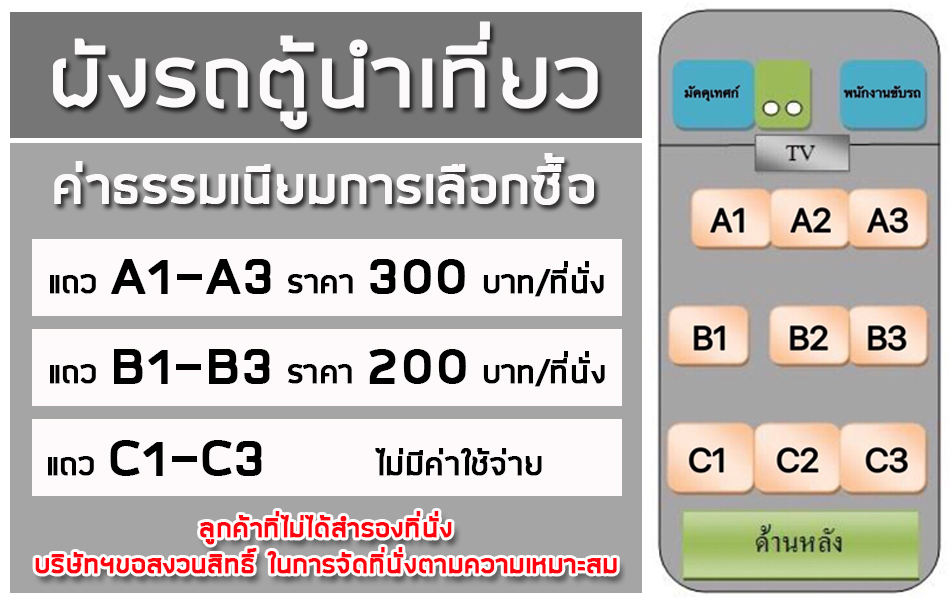 ผังรถตู้นำเที่ยว
ค่าธรรมเนียมการเลือกซื้อ
แถว A1-A3 ราคา 300 บาท/ที่นั่ง
แถว B1-B3 ราคา 200 บาท/ที่นั่ง
แถว C1-C3 ไม่มีค่าใช้จ่าย
ลูกค้าที่ไม่ได้สำรองที่นั่ง
บริษัทฯขอสงวนสิทธิ์ ในการจัดที่นั่งตามความเหมาะสม
มัคคุเทศก์ พนักงานขับรถ
TV
A1 A2 A3
B1 B2 B3
C1 C2 C3
ด้านหลัง